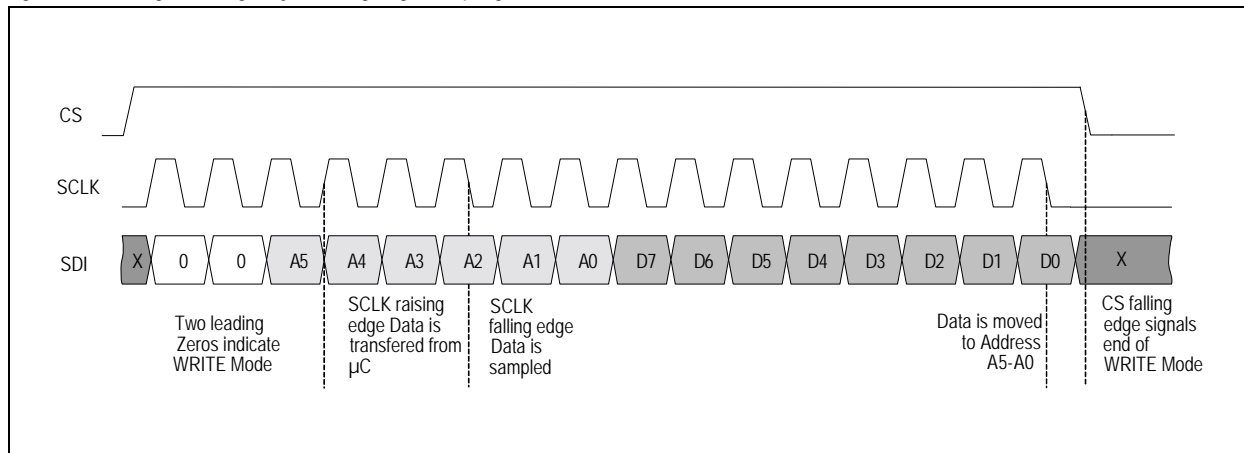 CS
SCLK
SDI X 0 0 A5 A4 A3 A2 A1 A0 D7 D6 D5 D4 D3 D2 D1 D0 X
Two leading
Zeros indicate
WRITE Mode
SCLK raising
edge Data is
transfered from
µC
SCLK
falling edge
Data is
sampled
Data is moved
to Address
A5-A0
CS falling
edge signals
end of
WRITE Mode